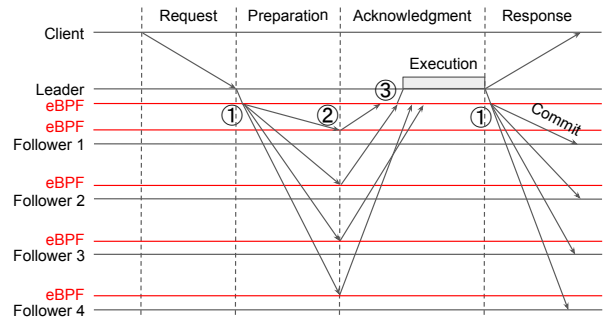 Request Preparation Acknowledgment Response
Client
Execution
Leader
③
eBPF
① ② ① Commit
eBPF
Follower 1
eBPF
Follower 2
eBPF
Follower 3
eBPF
Follower 4